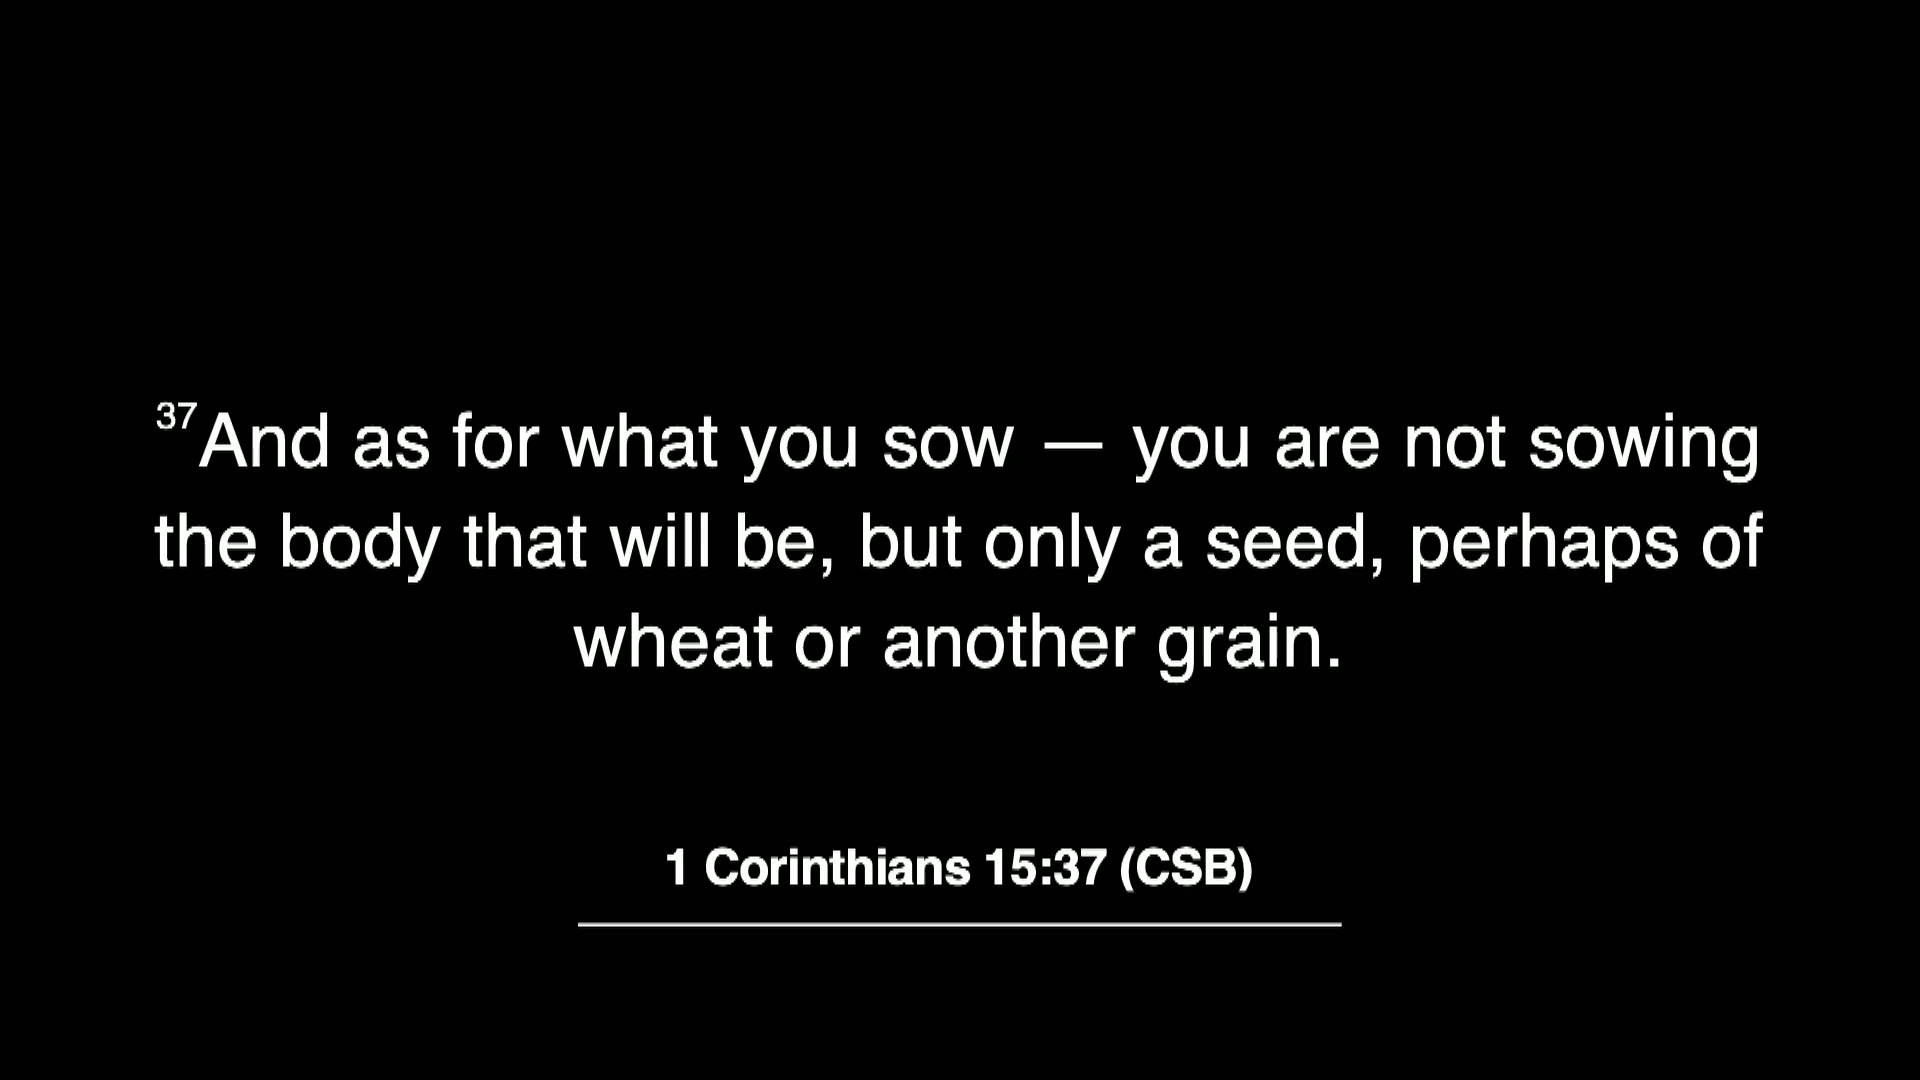 37And as for what you sow — you are not sowing
the body that will be, but only a seed, perhaps of
wheat or another grain.
1 Corinthians 15:37 (CSB)